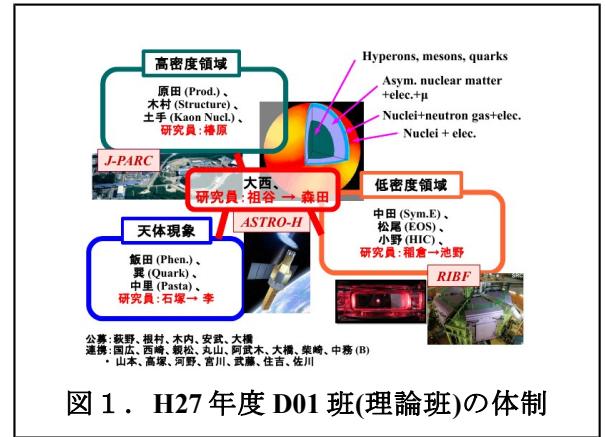 高密度領域
原田 (Prod.)、
木村 (Structure)、
土手 (Kaon Nucl.)、
研究員：椿原
Hyperons, mesons, quarks
Asym. nuclear matter
+elec.+μ
Nuclei+neutron gas+elec.
Nuclei + elec.
J-PARC
大西、
研究員：祖谷 → 森田
ASTRO-H
低密度領域
中田 (Sym.E)、
松尾 (EOS)、
小野 (HIC)、
研究員：稲倉→池野
RIBF
天体現象
飯田 (Phen.)、
巽 (Quark) 、
中里 (Pasta) 、
研究員：石塚→ 李
公募：萩野、根村、木内、安武、大橋
連携：国広、西崎、親松、丸山、阿武木、大橋、柴崎、中務 (B)
・ 山本、高塚、河野、宮川、武藤、住吉、佐川
図１．H27 年度 D01 班(理論班)の体制